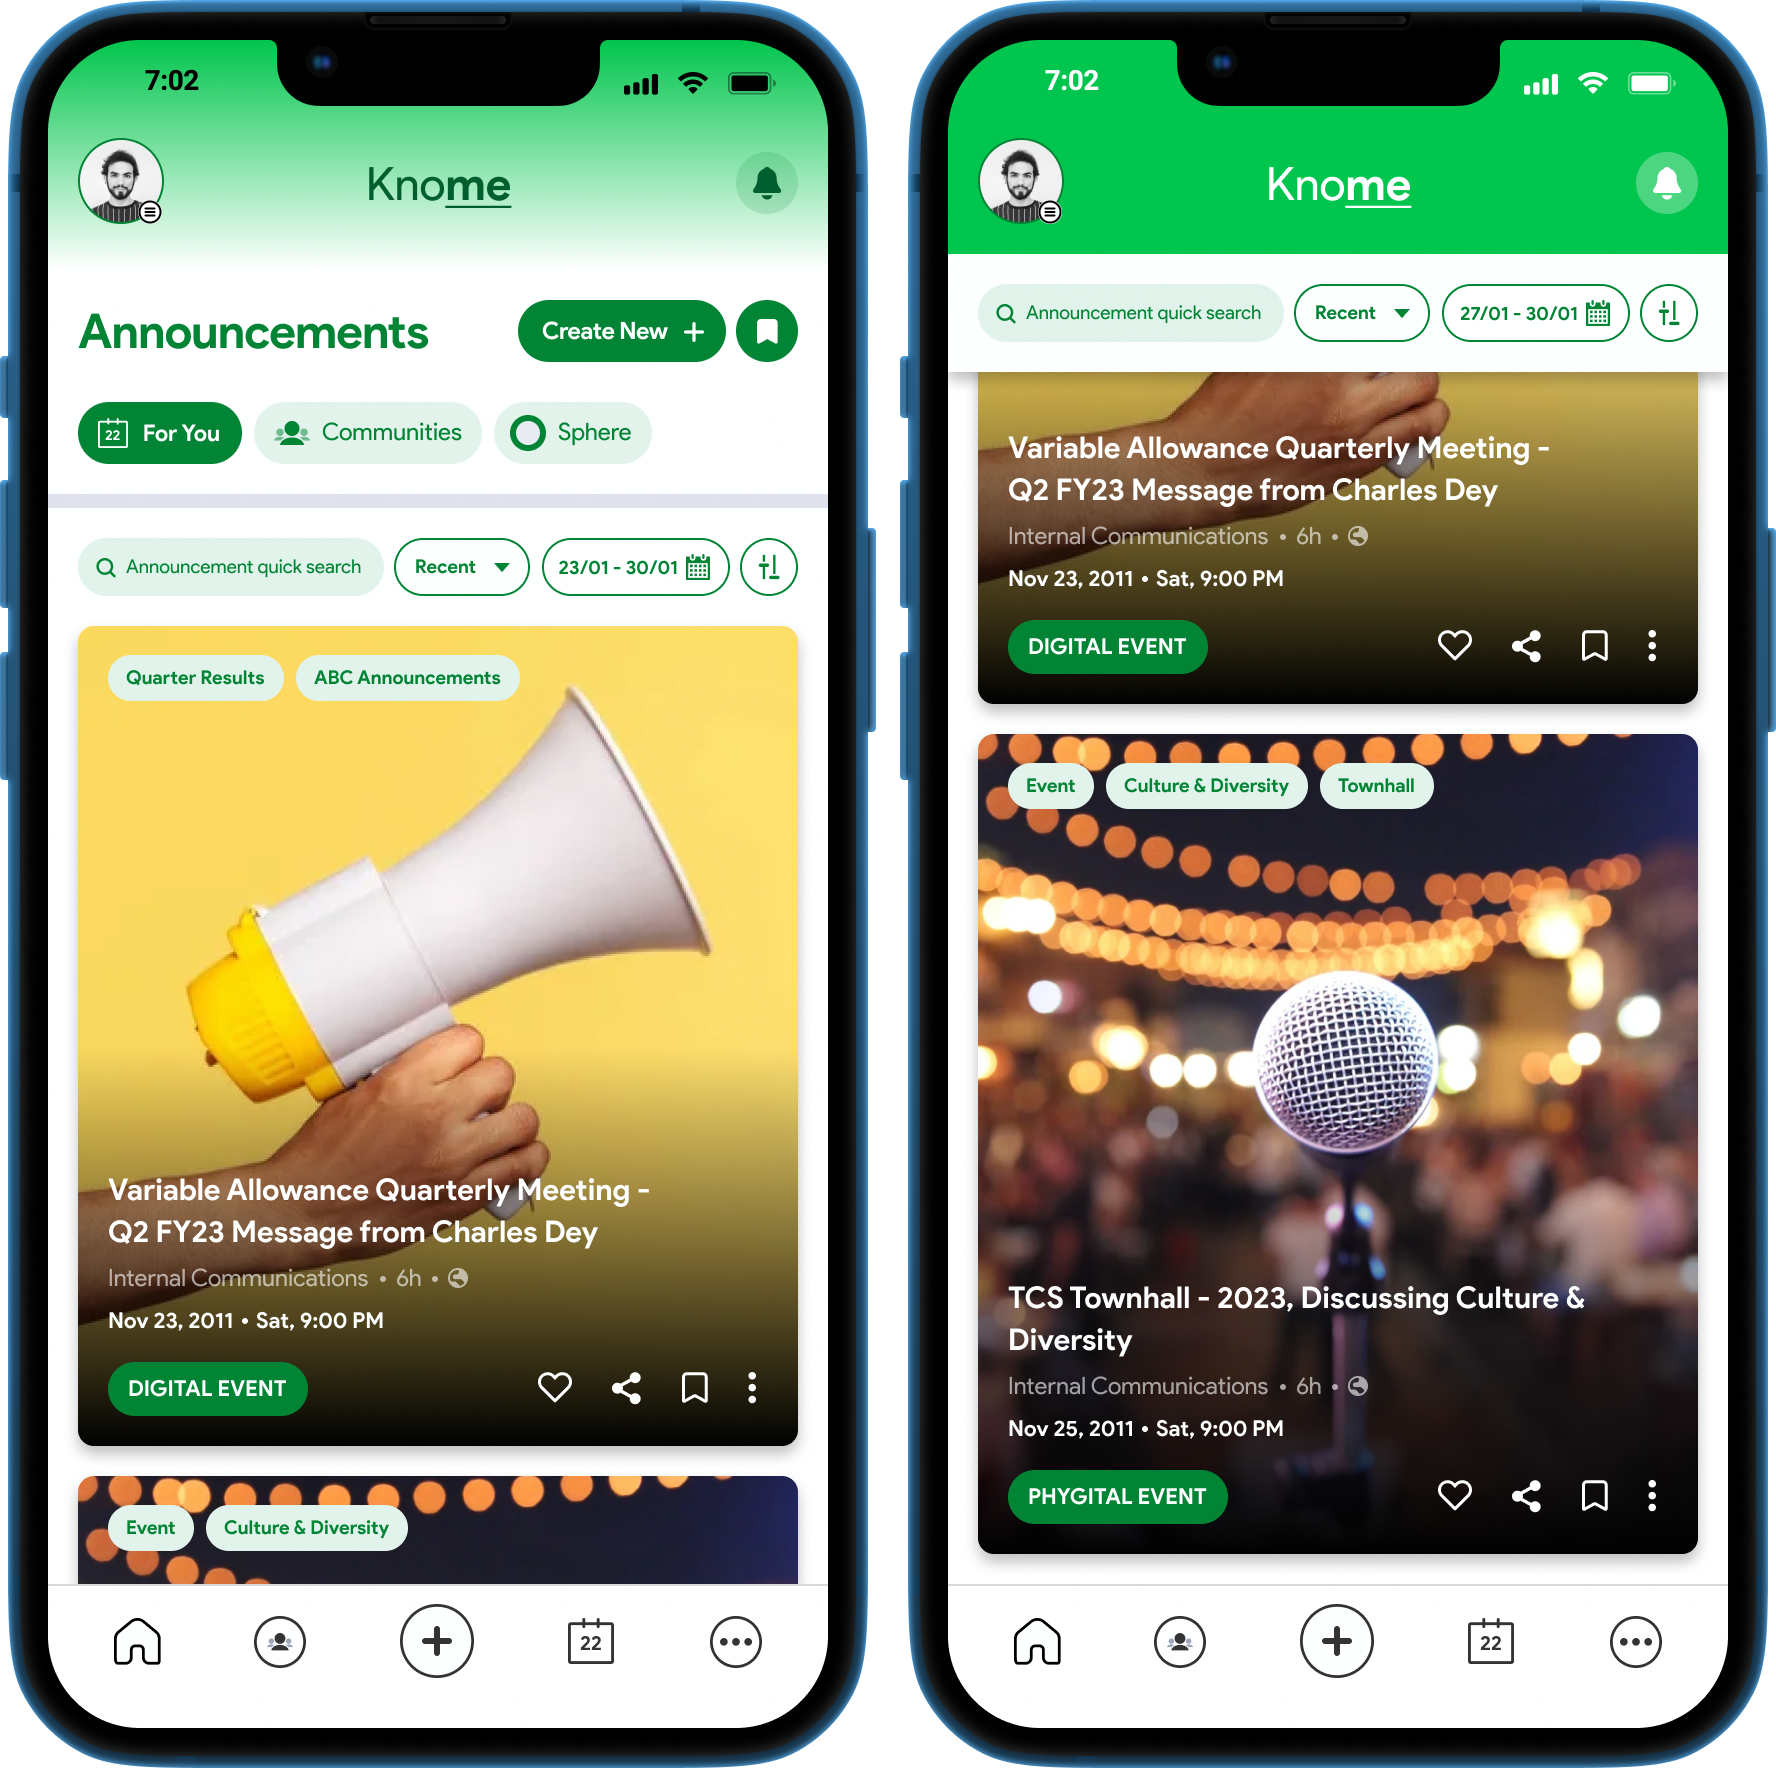 7:02
Knome
Announcements
Create New
22 For You
Communities
Sphere
Announcement quick search
Recent
23/01 - 30/01
Quarter Results
ABC Announcements
Variable Allowance Quarterly Meeting -
Q2 FY23 Message from Charles Dey
Internal Communications • 6h •
Nov 23, 2011 • Sat, 9:00 PM
DIGITAL EVENT
Event
Culture & Diversity
22
7:02
Knome
Announcement quick search
Recent
27/01 - 30/01
Variable Allowance Quarterly Meeting -
Q2 FY23 Message from Charles Dey
Internal Communications • 6h •
Nov 23, 2011 • Sat, 9:00 PM
DIGITAL EVENT
Event
Culture & Diversity
Townhall
TCS Townhall - 2023, Discussing Culture &
Diversity
Internal Communications • 6h •
Nov 25, 2011 • Sat, 9:00 PM
PHYGITAL EVENT
22